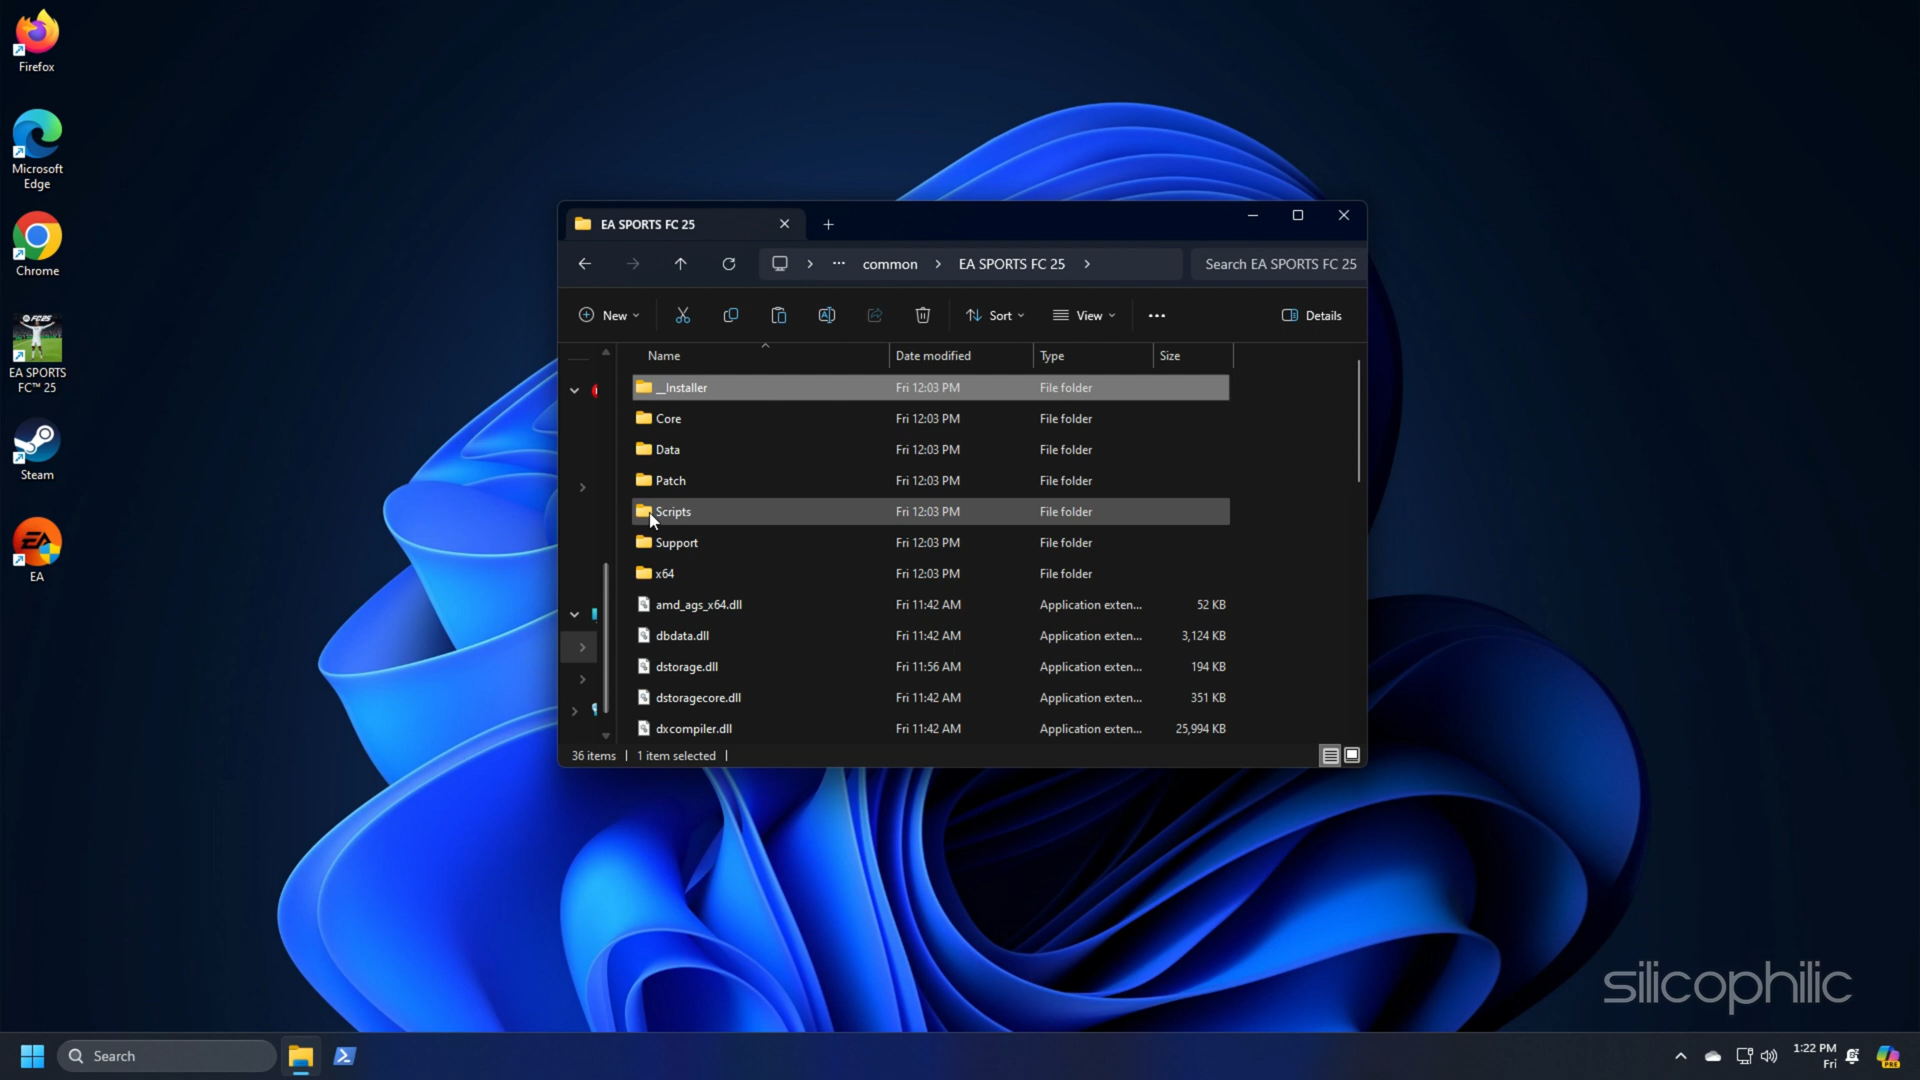 Firefox
Microsoft
Edge
Chrome
FC25
EA SPORTS
FC™ 25
Steam
EA
EA
EA SPORTS FC 25
common
EA SPORTS FC 25
Search EA SPORTS FC 25
New
Sort
View
Details
Name Date modified Type Size
__Installer Fri 12:03 PM File folder
Core Fri 12:03 PM File folder
Data Fri 12:03 PM File folder
Patch Fri 12:03 PM File folder
Scripts Fri 12:03 PM File folder
Support Fri 12:03 PM File folder
x64 Fri 12:03 PM File folder
amd_ags_x64.dll Fri 11:42 AM Application exten... 52 KB
dbdata.dll Fri 11:42 AM Application exten... 3,124 KB
dstorage.dll Fri 11:56 AM Application exten... 194 KB
dstoragecore.dll Fri 11:42 AM Application exten... 351 KB
dxcompiler.dll Fri 11:42 AM Application exten... 25,994 KB
36 items | 1 item selected |
silicophilic
Search
1:22 PM
Fri
PRE